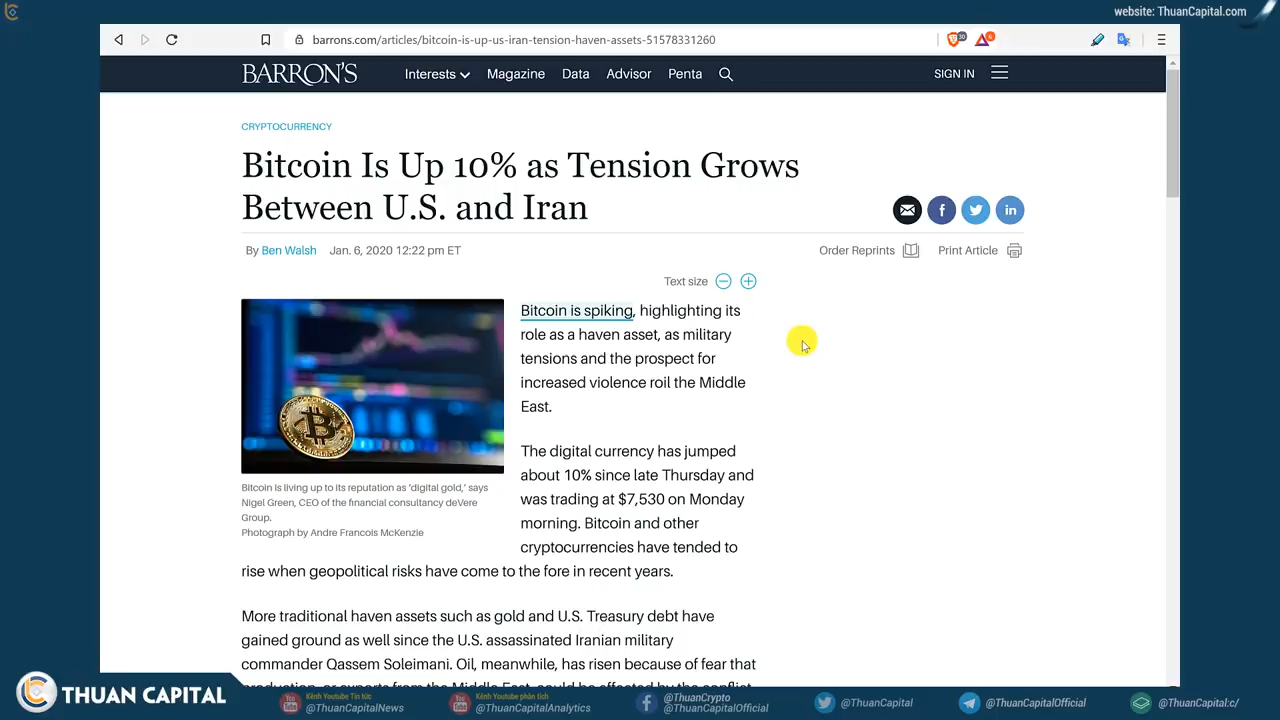 website: ThuanCapital.com
barrons.com/articles/bitcoin-is-up-us-iran-tension-haven-assets-51578331260
BARRON'S
Interests
Magazine
Data
Advisor
Penta
SIGN IN
CRYPTOCURRENCY
Bitcoin Is Up 10% as Tension Grows
Between U.S. and Iran
f
in
By Ben Walsh Jan. 6, 2020 12:22 pm ET
Order Reprints
Print Article
Text size
Bitcoin is spiking, highlighting its
role as a haven asset, as military
tensions and the prospect for
increased violence roil the Middle
East.
The digital currency has jumped
about 10% since late Thursday and
was trading at $7,530 on Monday
morning. Bitcoin and other
cryptocurrencies have tended to
rise when geopolitical risks have come to the fore in recent years.
Bitcoin is living up to its reputation as 'digital gold,' says
Nigel Green, CEO of the financial consultancy deVere
Group.
Photograph by Andre Francois McKenzie
More traditional haven assets such as gold and U.S. Treasury debt have
gained ground as well since the U.S. assassinated Iranian military
commander Qassem Soleimani. Oil, meanwhile, has risen because of fear that
THUAN CAPITAL
Kênh Youtube Tin tức
@ThuanCapitalNews
Kênh Youtube phân tích
@ThuanCapitalAnalytics
@ThuanCrypto
@ThuanCapitalOfficial
@ThuanCapital
@ThuanCapitalOfficial
@ThuanCapital:c/